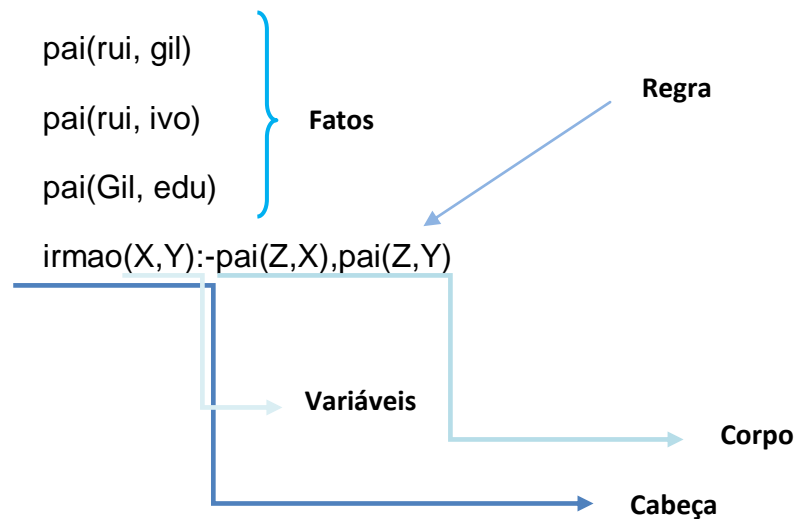 pai(rui, gil)
Regra
pai(rui, ivo)
Fatos
pai(Gil, edu)
irmao(X,Y):-pai(Z,X),pai(Z,Y)
Variáveis
Corpo
Cabeça